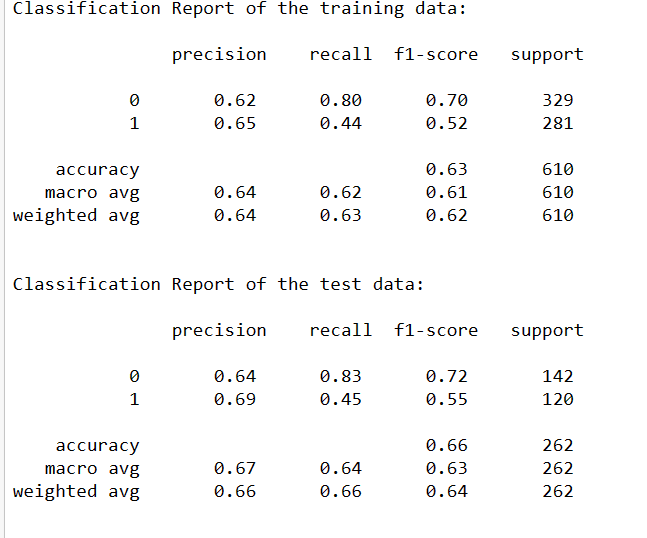 Classification Report of the training data:
precision recall f1-score support
0 0.62 0.80 0.70 329
1 0.65 0.44 0.52 281
accuracy 0.63 610
macro avg 0.64 0.62 0.61 610
weighted avg 0.64 0.63 0.62 610
Classification Report of the test data:
precision recall f1-score support
0 0.64 0.83 0.72 142
1 0.69 0.45 0.55 120
accuracy 0.66 262
macro avg 0.67 0.64 0.63 262
weighted avg 0.66 0.66 0.64 262